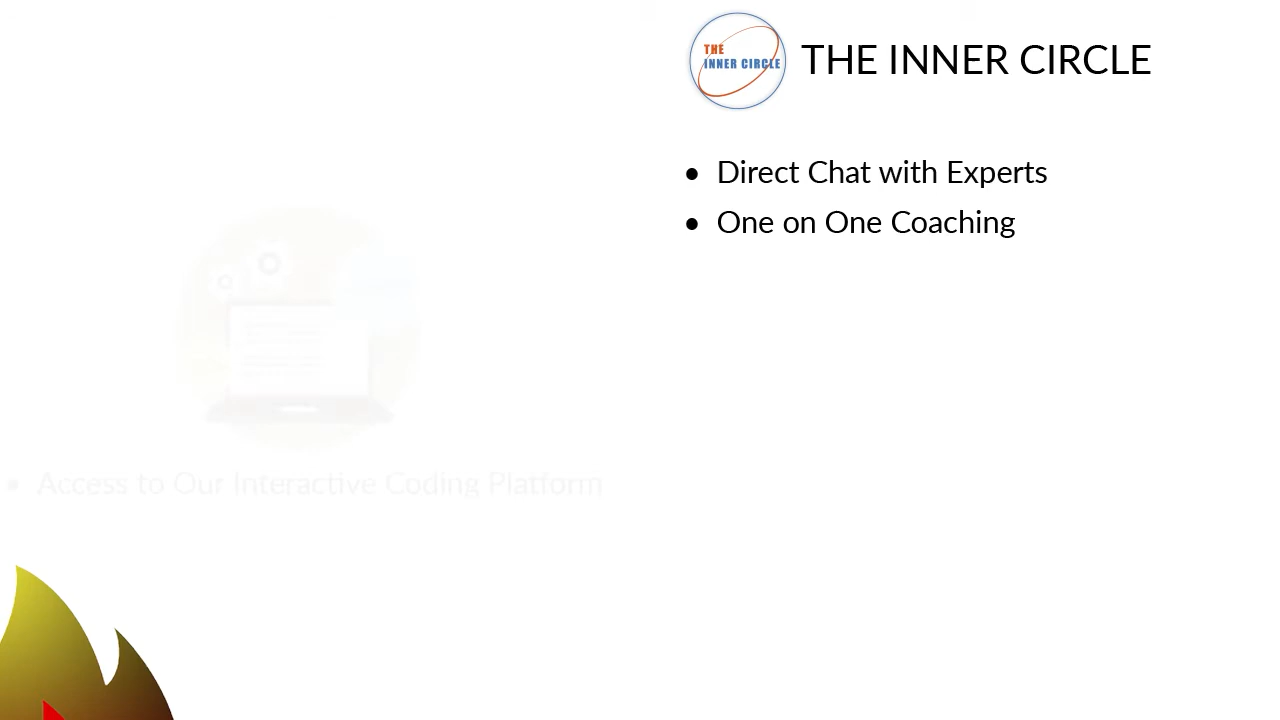 THE
INNER CIRCLE
THE INNER CIRCLE
• Direct Chat with Experts
• One on One Coaching
• Access to Our Interactive Coding Platform